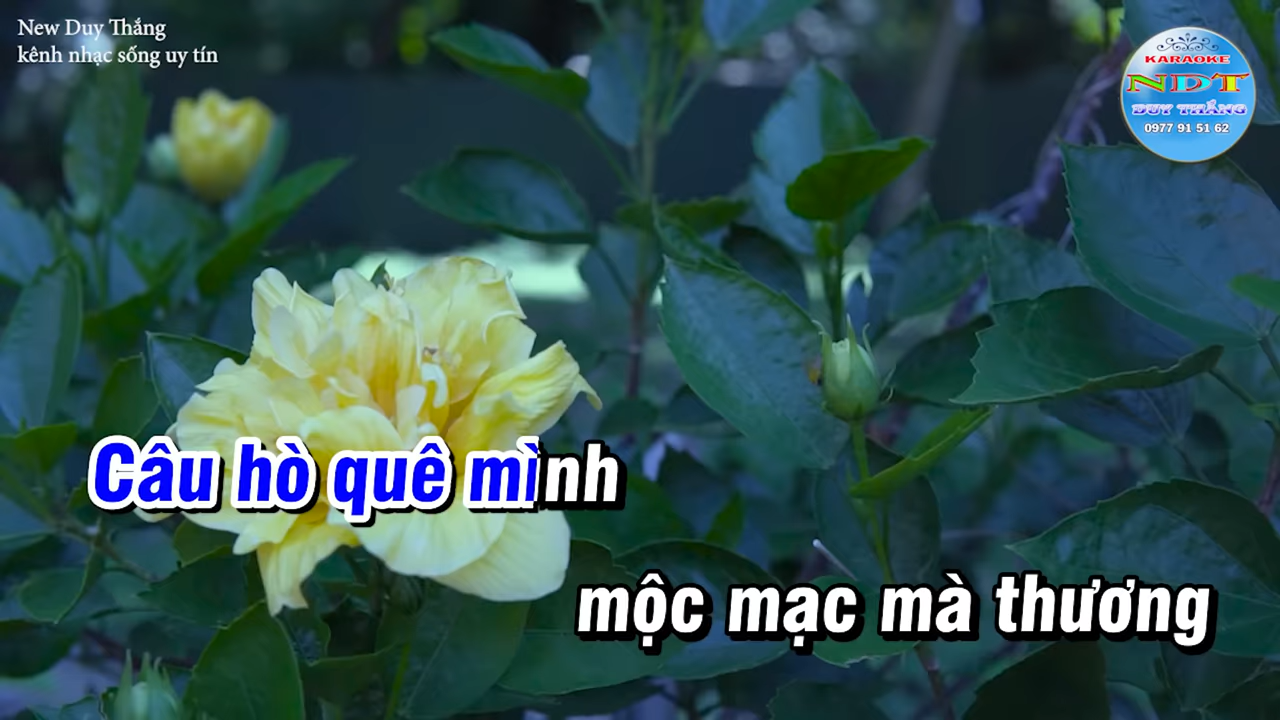 New Duy Thắng
kênh nhạc sống uy tín
KARAOKE
NDT
DUY THẮNG
0977 91 51 62
Câu hò quê mình
mộc mạc mà thương